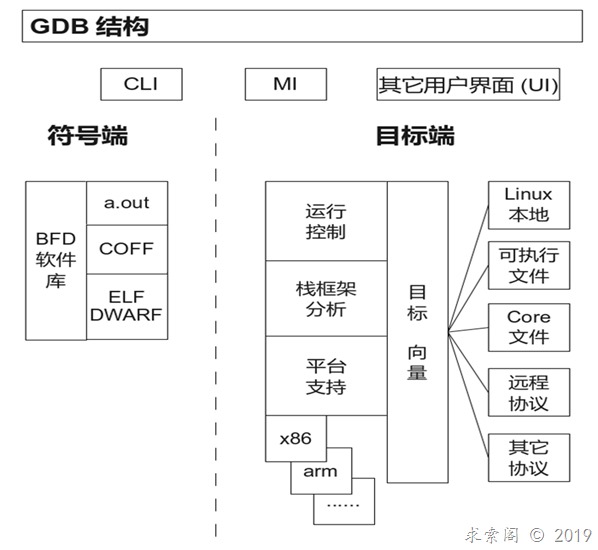 GDB 结构
CLI
MI
其它用户界面 (UI)
符号端
目标端
BFD
软件
库
a.out
COFF
ELF
DWARF
运行
控制
栈框架
分析
平台
支持
x86
arm
......
目
标
向
量
Linux
本地
可执行
文件
Core
文件
远程
协议
其它
协议
求索阁 © 2019